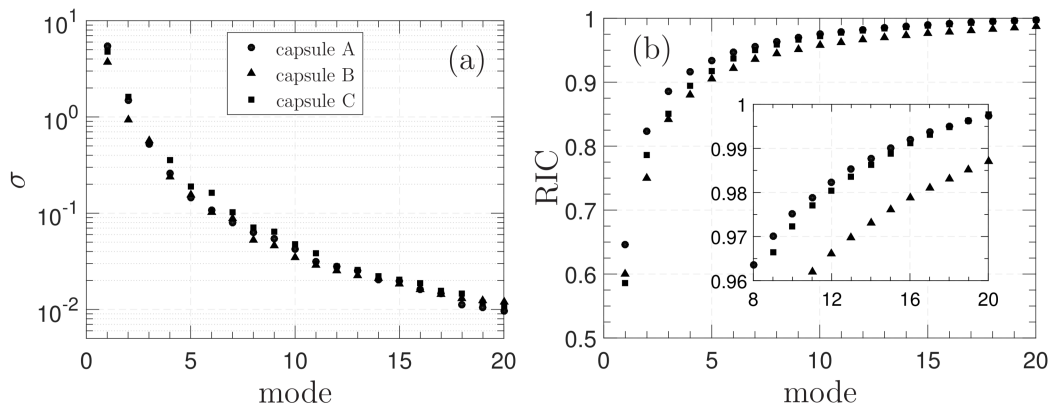 10^1
10^0
10^-1
10^-2
σ
0 5 10 15 20
mode
capsule A
capsule B
capsule C
(a)
1
0.9
0.8
0.7
0.6
0.5
RIC
0 5 10 15 20
mode
(b)
1
0.99
0.98
0.97
0.96
8 12 16 20